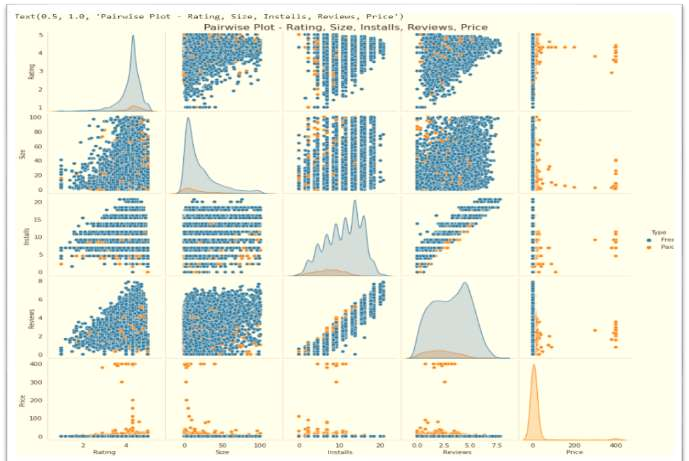 Text(0.5, 1.0, 'Pairwise Plot - Rating, Size, Installs, Reviews, Price')
Pairwise Plot - Rating, Size, Installs, Reviews, Price
5
4
3
2
1
Rating
100
80
60
40
20
0
Size
20
15
10
5
0
Installs
Type
Free
Paid
8
6
4
2
0
Reviews
400
300
200
100
0
Price
2 4
0 50 100
0 10 20
0.0 2.5 5.0 7.5
0 200 400
Rating Size Installs Reviews Price